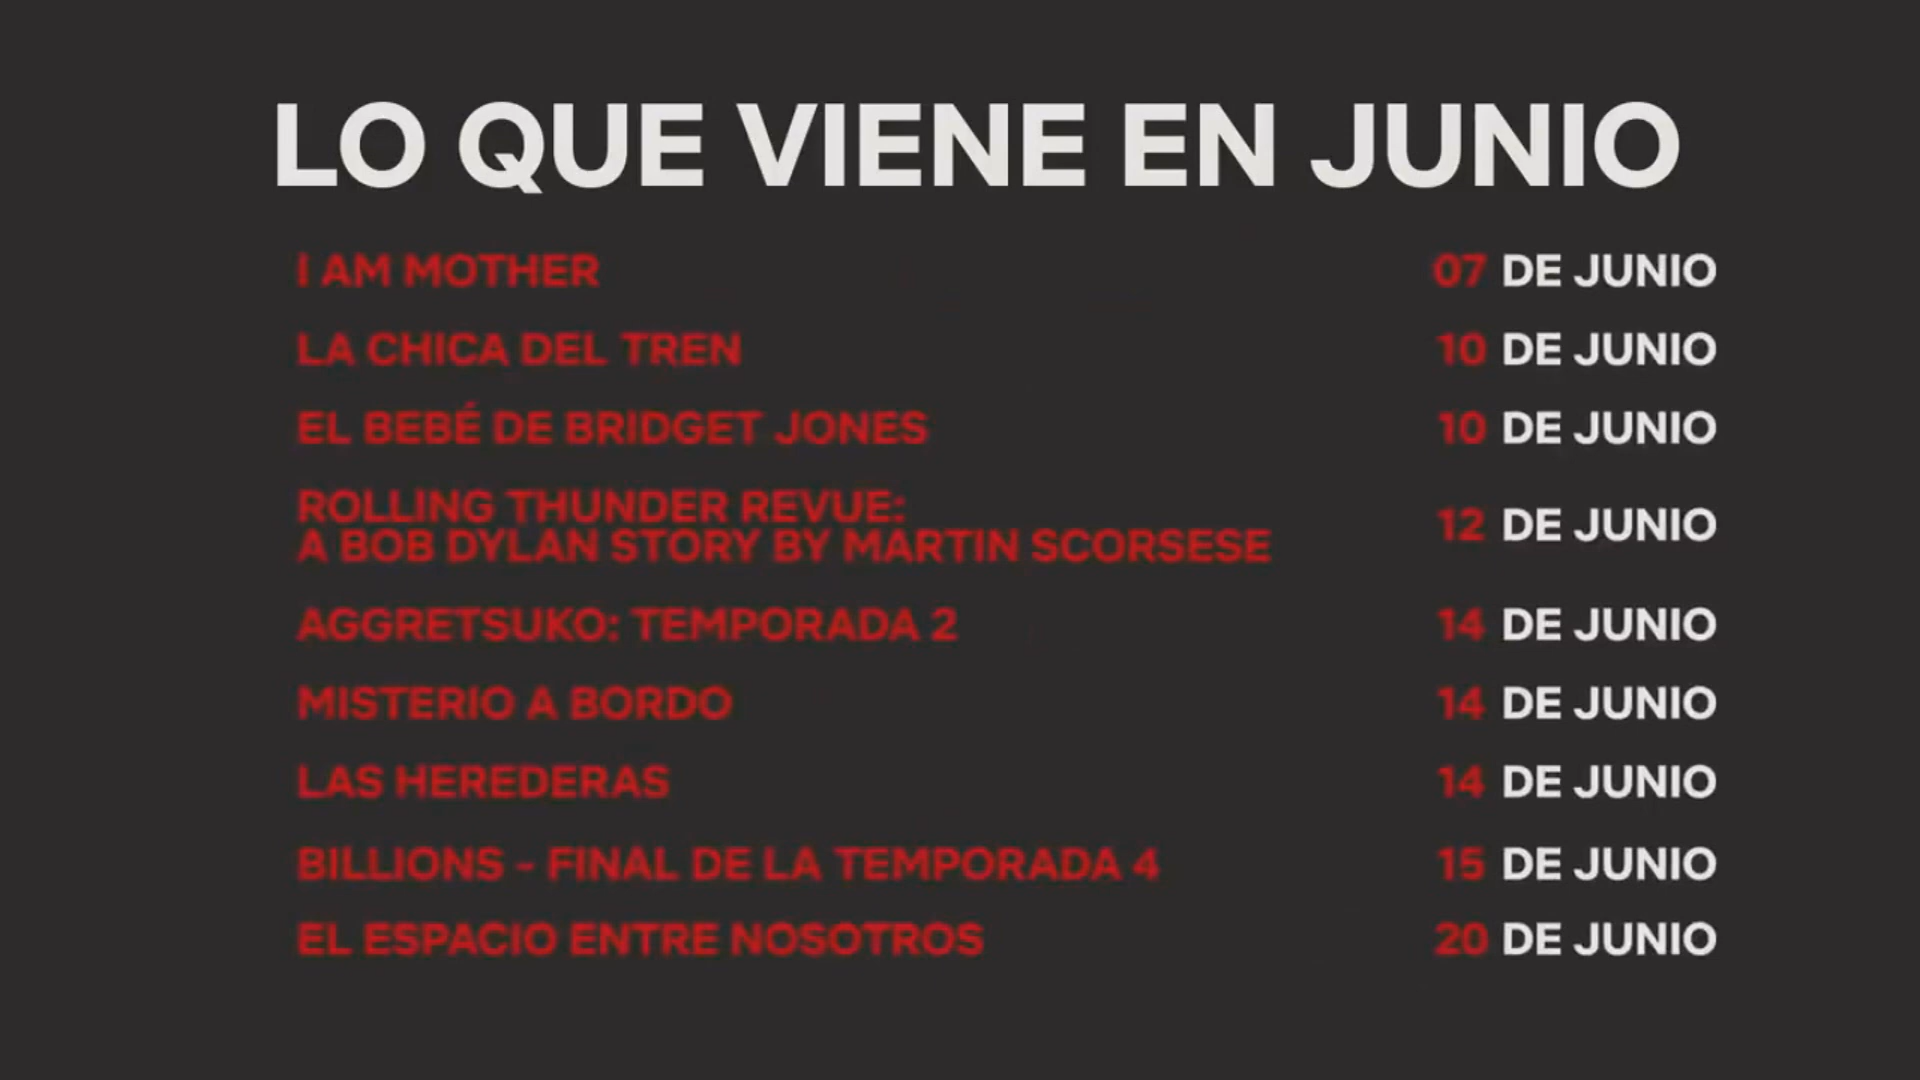 LO QUE VIENE EN JUNIO
I AM MOTHER 07 DE JUNIO
LA CHICA DEL TREN 10 DE JUNIO
EL BEBÉ DE BRIDGET JONES 10 DE JUNIO
ROLLING THUNDER REVUE:
A BOB DYLAN STORY BY MARTIN SCORSESE 12 DE JUNIO
AGGRETSUKO: TEMPORADA 2 14 DE JUNIO
MISTERIO A BORDO 14 DE JUNIO
LAS HEREDERAS 14 DE JUNIO
BILLIONS - FINAL DE LA TEMPORADA 4 15 DE JUNIO
EL ESPACIO ENTRE NOSOTROS 20 DE JUNIO